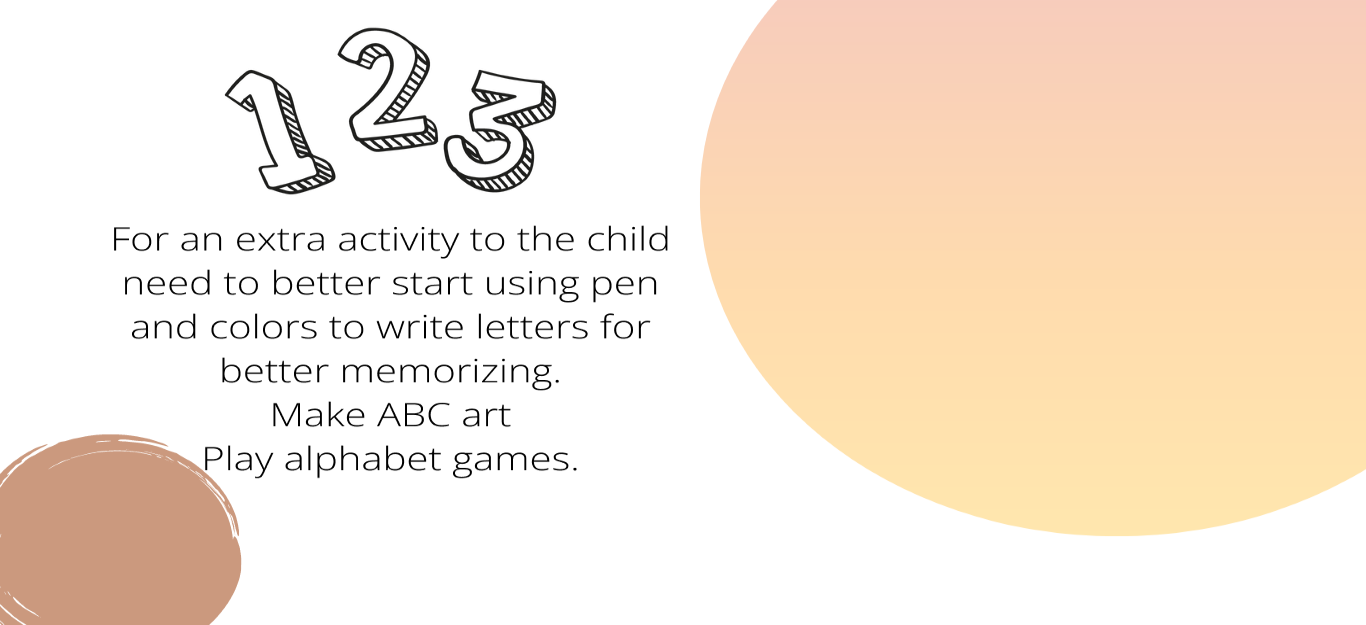 123
For an extra activity to the child
need to better start using pen
and colors to write letters for
better memorizing.
Make ABC art
Play alphabet games.